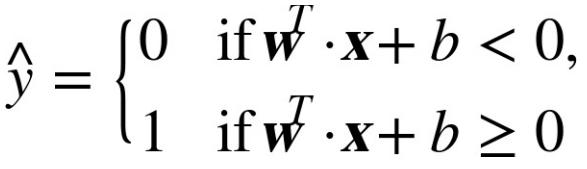 ŷ = { 0 if wᵀ · x + b < 0,
1 if wᵀ · x + b ≥ 0